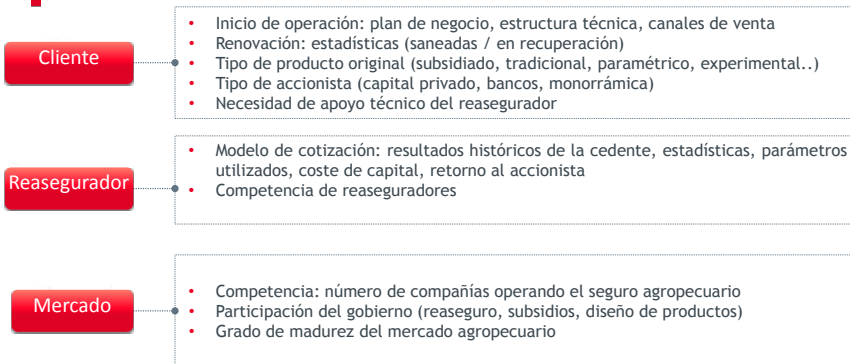 Cliente
• Inicio de operación: plan de negocio, estructura técnica, canales de venta
• Renovación: estadísticas (saneadas / en recuperación)
• Tipo de producto original (subsidiado, tradicional, paramétrico, experimental..)
• Tipo de accionista (capital privado, bancos, monorrámica)
• Necesidad de apoyo técnico del reasegurador
Reasegurador
• Modelo de cotización: resultados históricos de la cedente, estadísticas, parámetros
utilizados, coste de capital, retorno al accionista
• Competencia de reaseguradores
Mercado
• Competencia: número de compañías operando el seguro agropecuario
• Participación del gobierno (reaseguro, subsidios, diseño de productos)
• Grado de madurez del mercado agropecuario